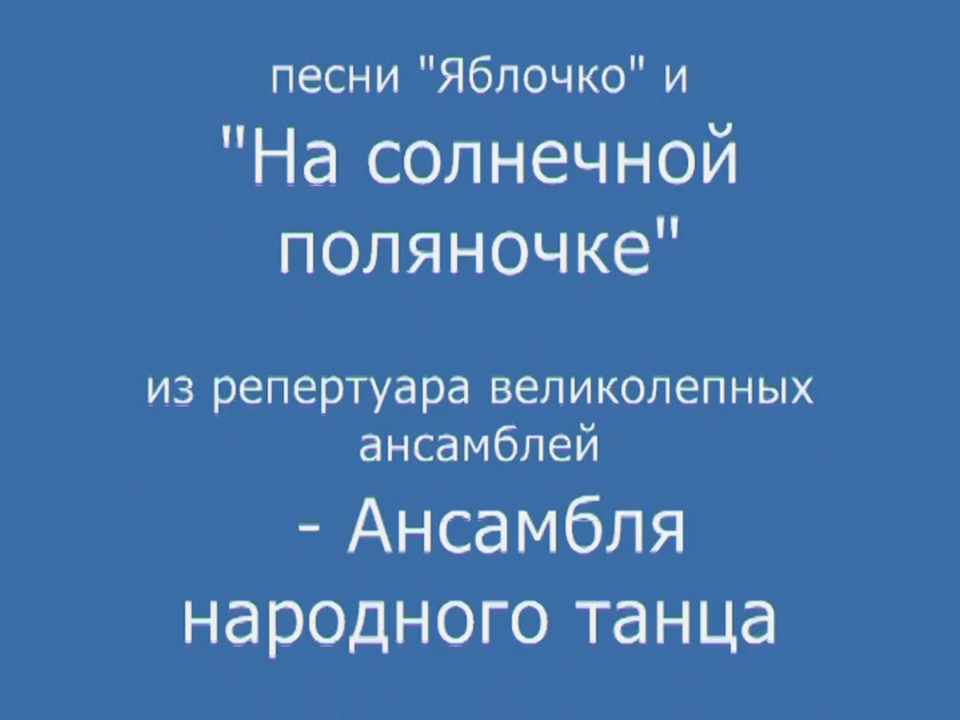 песни "Яблочко" и
"На солнечной
поляночке"
из репертуара великолепных
ансамблей
- Ансамбля
народного танца